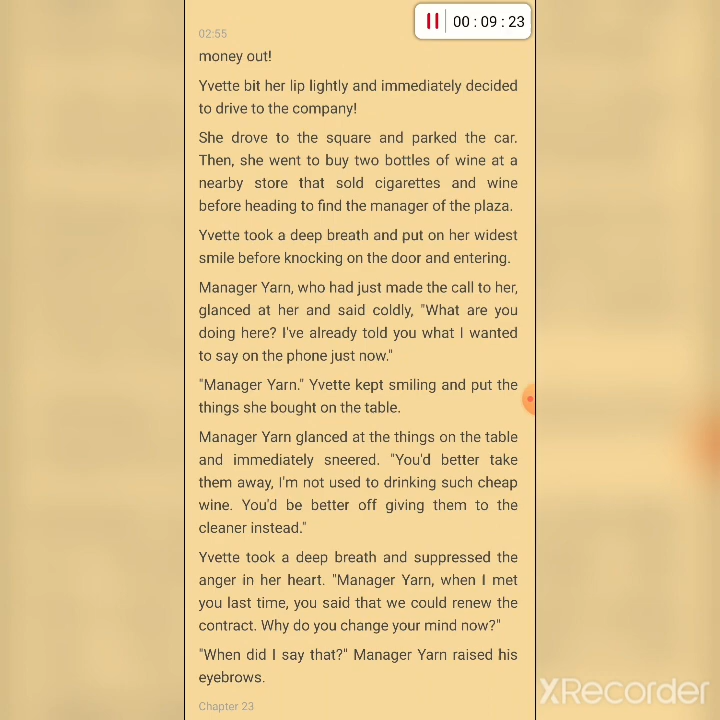 00 : 09 : 23
02:55
money out!
Yvette bit her lip lightly and immediately decided
to drive to the company!
She drove to the square and parked the car.
Then, she went to buy two bottles of wine at a
nearby store that sold cigarettes and wine
before heading to find the manager of the plaza.
Yvette took a deep breath and put on her widest
smile before knocking on the door and entering.
Manager Yarn, who had just made the call to her,
glanced at her and said coldly, "What are you
doing here? I've already told you what I wanted
to say on the phone just now."
"Manager Yarn." Yvette kept smiling and put the
things she bought on the table.
Manager Yarn glanced at the things on the table
and immediately sneered. "You'd better take
them away, I'm not used to drinking such cheap
wine. You'd be better off giving them to the
cleaner instead."
Yvette took a deep breath and suppressed the
anger in her heart. "Manager Yarn, when I met
you last time, you said that we could renew the
contract. Why do you change your mind now?"
"When did I say that?" Manager Yarn raised his
eyebrows.
Chapter 23
XRecorder